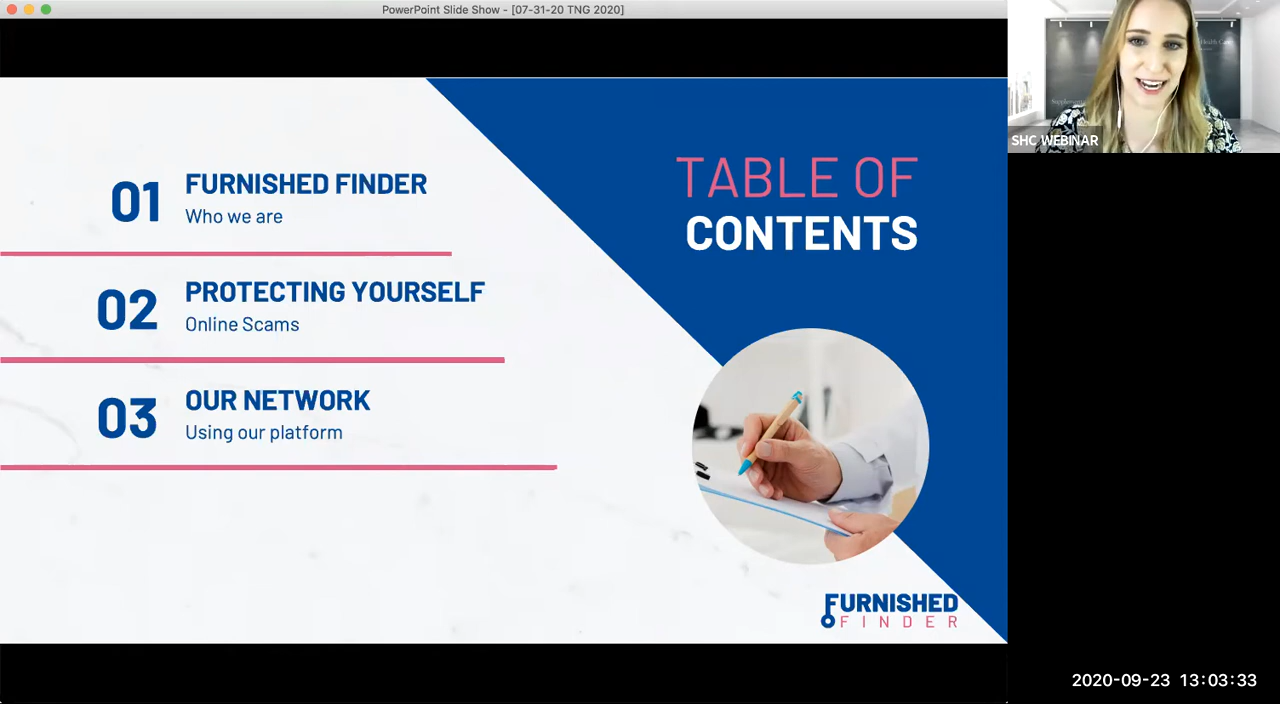 PowerPoint Slide Show - [07-31-20 TNG 2020]
TABLE OF
CONTENTS
01
FURNISHED FINDER
Who we are
02
PROTECTING YOURSELF
Online Scams
03
OUR NETWORK
Using our platform
FURNISHED
FINDER
SHC WEBINAR
2020-09-23 13:03:33